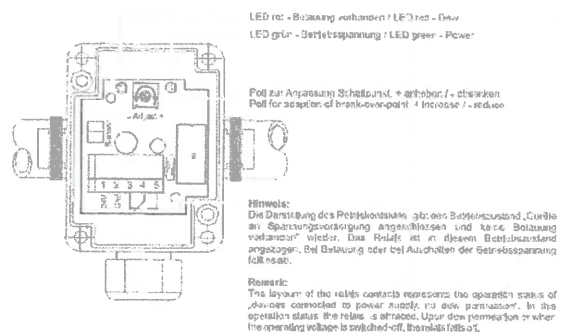 LED rot - Betauung vorhanden / LED red - Dew
LED grün - Betriebsspannung / LED green - Power
Poti zur Anpassung Schaltpunkt + anheben / - absenken
Poti for adaption of break-over-point + increase / - reduce
- Adjust +
1 2 3 4 5
Hinweis:
Die Darstellung des Relaiskontaktes gibt den Betriebszustand „Geräte
an Spannungsversorgung angeschlossen und keine Betauung
vorhanden" wieder. Das Relais ist in diesem Betriebszustand
angezogen. Bei Betauung oder bei Ausschalten der Betriebsspannung
fällt es ab.
Remark:
The layout of the relais contacts represents the operation status of
„devices connected to power supply, no dew permeation". In this
operation status the relais is attraced. Upon dew permeation or when
the operating voltage is switched-off, the relais falls off.